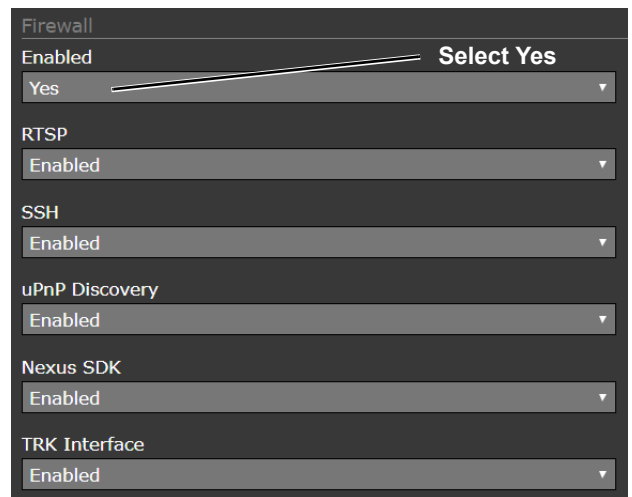 Firewall
Enabled
Select Yes
Yes
RTSP
Enabled
SSH
Enabled
uPnP Discovery
Enabled
Nexus SDK
Enabled
TRK Interface
Enabled